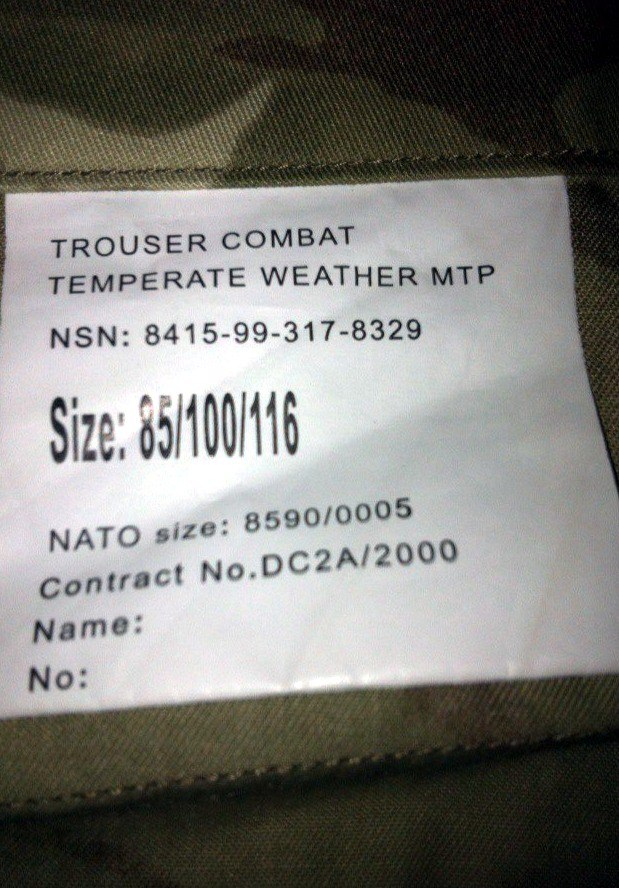 TROUSER COMBAT
TEMPERATE WEATHER MTP
NSN: 8415-99-317-8329
Size: 85/100/116
NATO size: 8590/0005
Contract No.DC2A/2000
Name:
No: